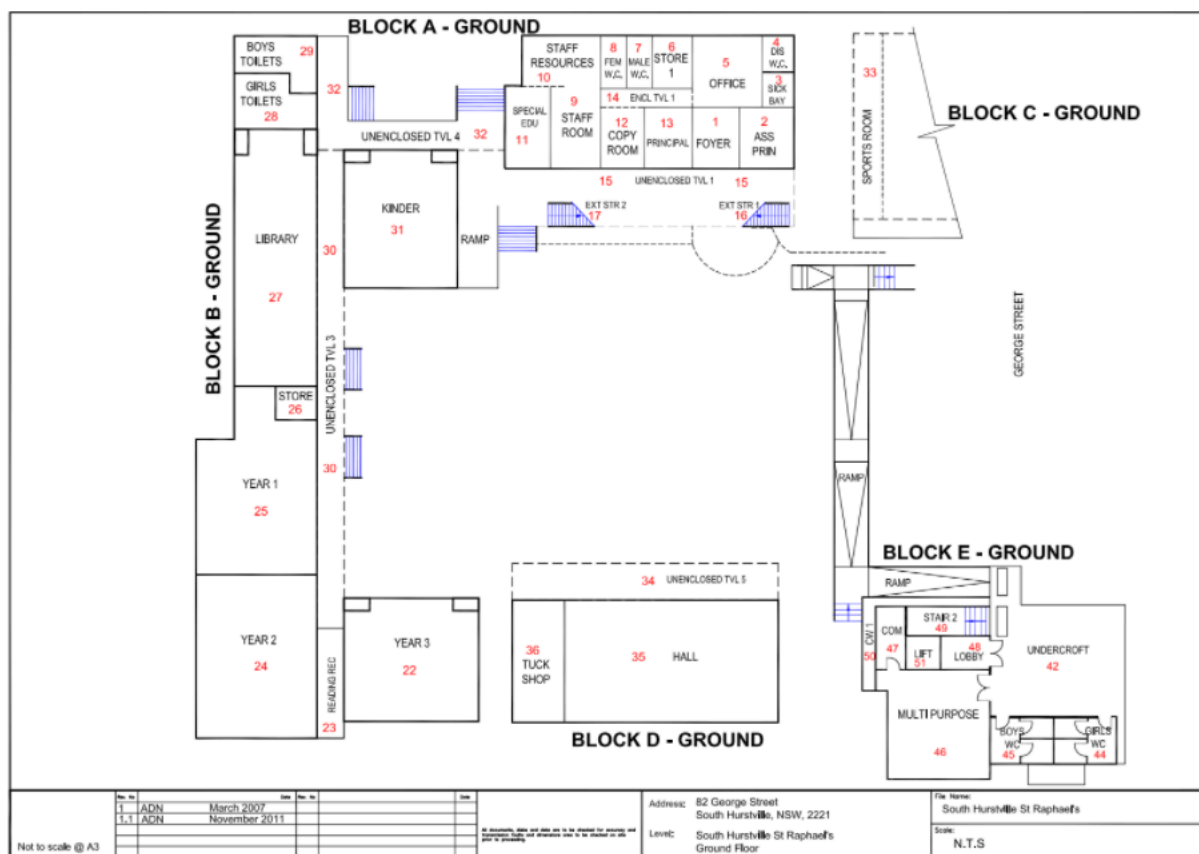 BLOCK A - GROUND
BOYS
TOILETS
29
GIRLS
TOILETS
28
32
UNENCLOSED TVL 4
32
STAFF
RESOURCES
10
8
FEM
W.C.
7
MALE
W.C.
6
STORE
1
5
OFFICE
4
DIS
W.C.
3
SICK
BAY
14
ENCL TVL 1
SPECIAL
EDU
11
9
STAFF
ROOM
12
COPY
ROOM
13
PRINCIPAL
1
FOYER
2
ASS
PRIN
UNENCLOSED TVL 1
15
15
EXT STR 2
17
EXT STR 1
16
33
SPORTS ROOM
BLOCK C - GROUND
GEORGE STREET
BLOCK B - GROUND
LIBRARY
27
30
KINDER
31
RAMP
UNENCLOSED TVL 3
STORE
26
30
YEAR 1
25
YEAR 2
24
READING REC
23
YEAR 3
22
34
UNENCLOSED TVL 5
36
TUCK
SHOP
35
HALL
BLOCK D - GROUND
RAMP
BLOCK E - GROUND
RAMP
CW 1
50
COM
47
STAIR 2
49
LIFT
51
48
LOBBY
UNDERCROFT
42
MULTI PURPOSE
46
BOYS
WC
45
GIRLS
WC
44
Not to scale @ A3
Rev. No
Date
Rev. No
Date
1 ADN March 2007
1.1 ADN November 2011
Address: 82 George Street
South Hurstville, NSW, 2221
Level: South Hurstville St Raphael's
Ground Floor
File Name:
South Hurstville St Raphael's
Scale:
N.T.S